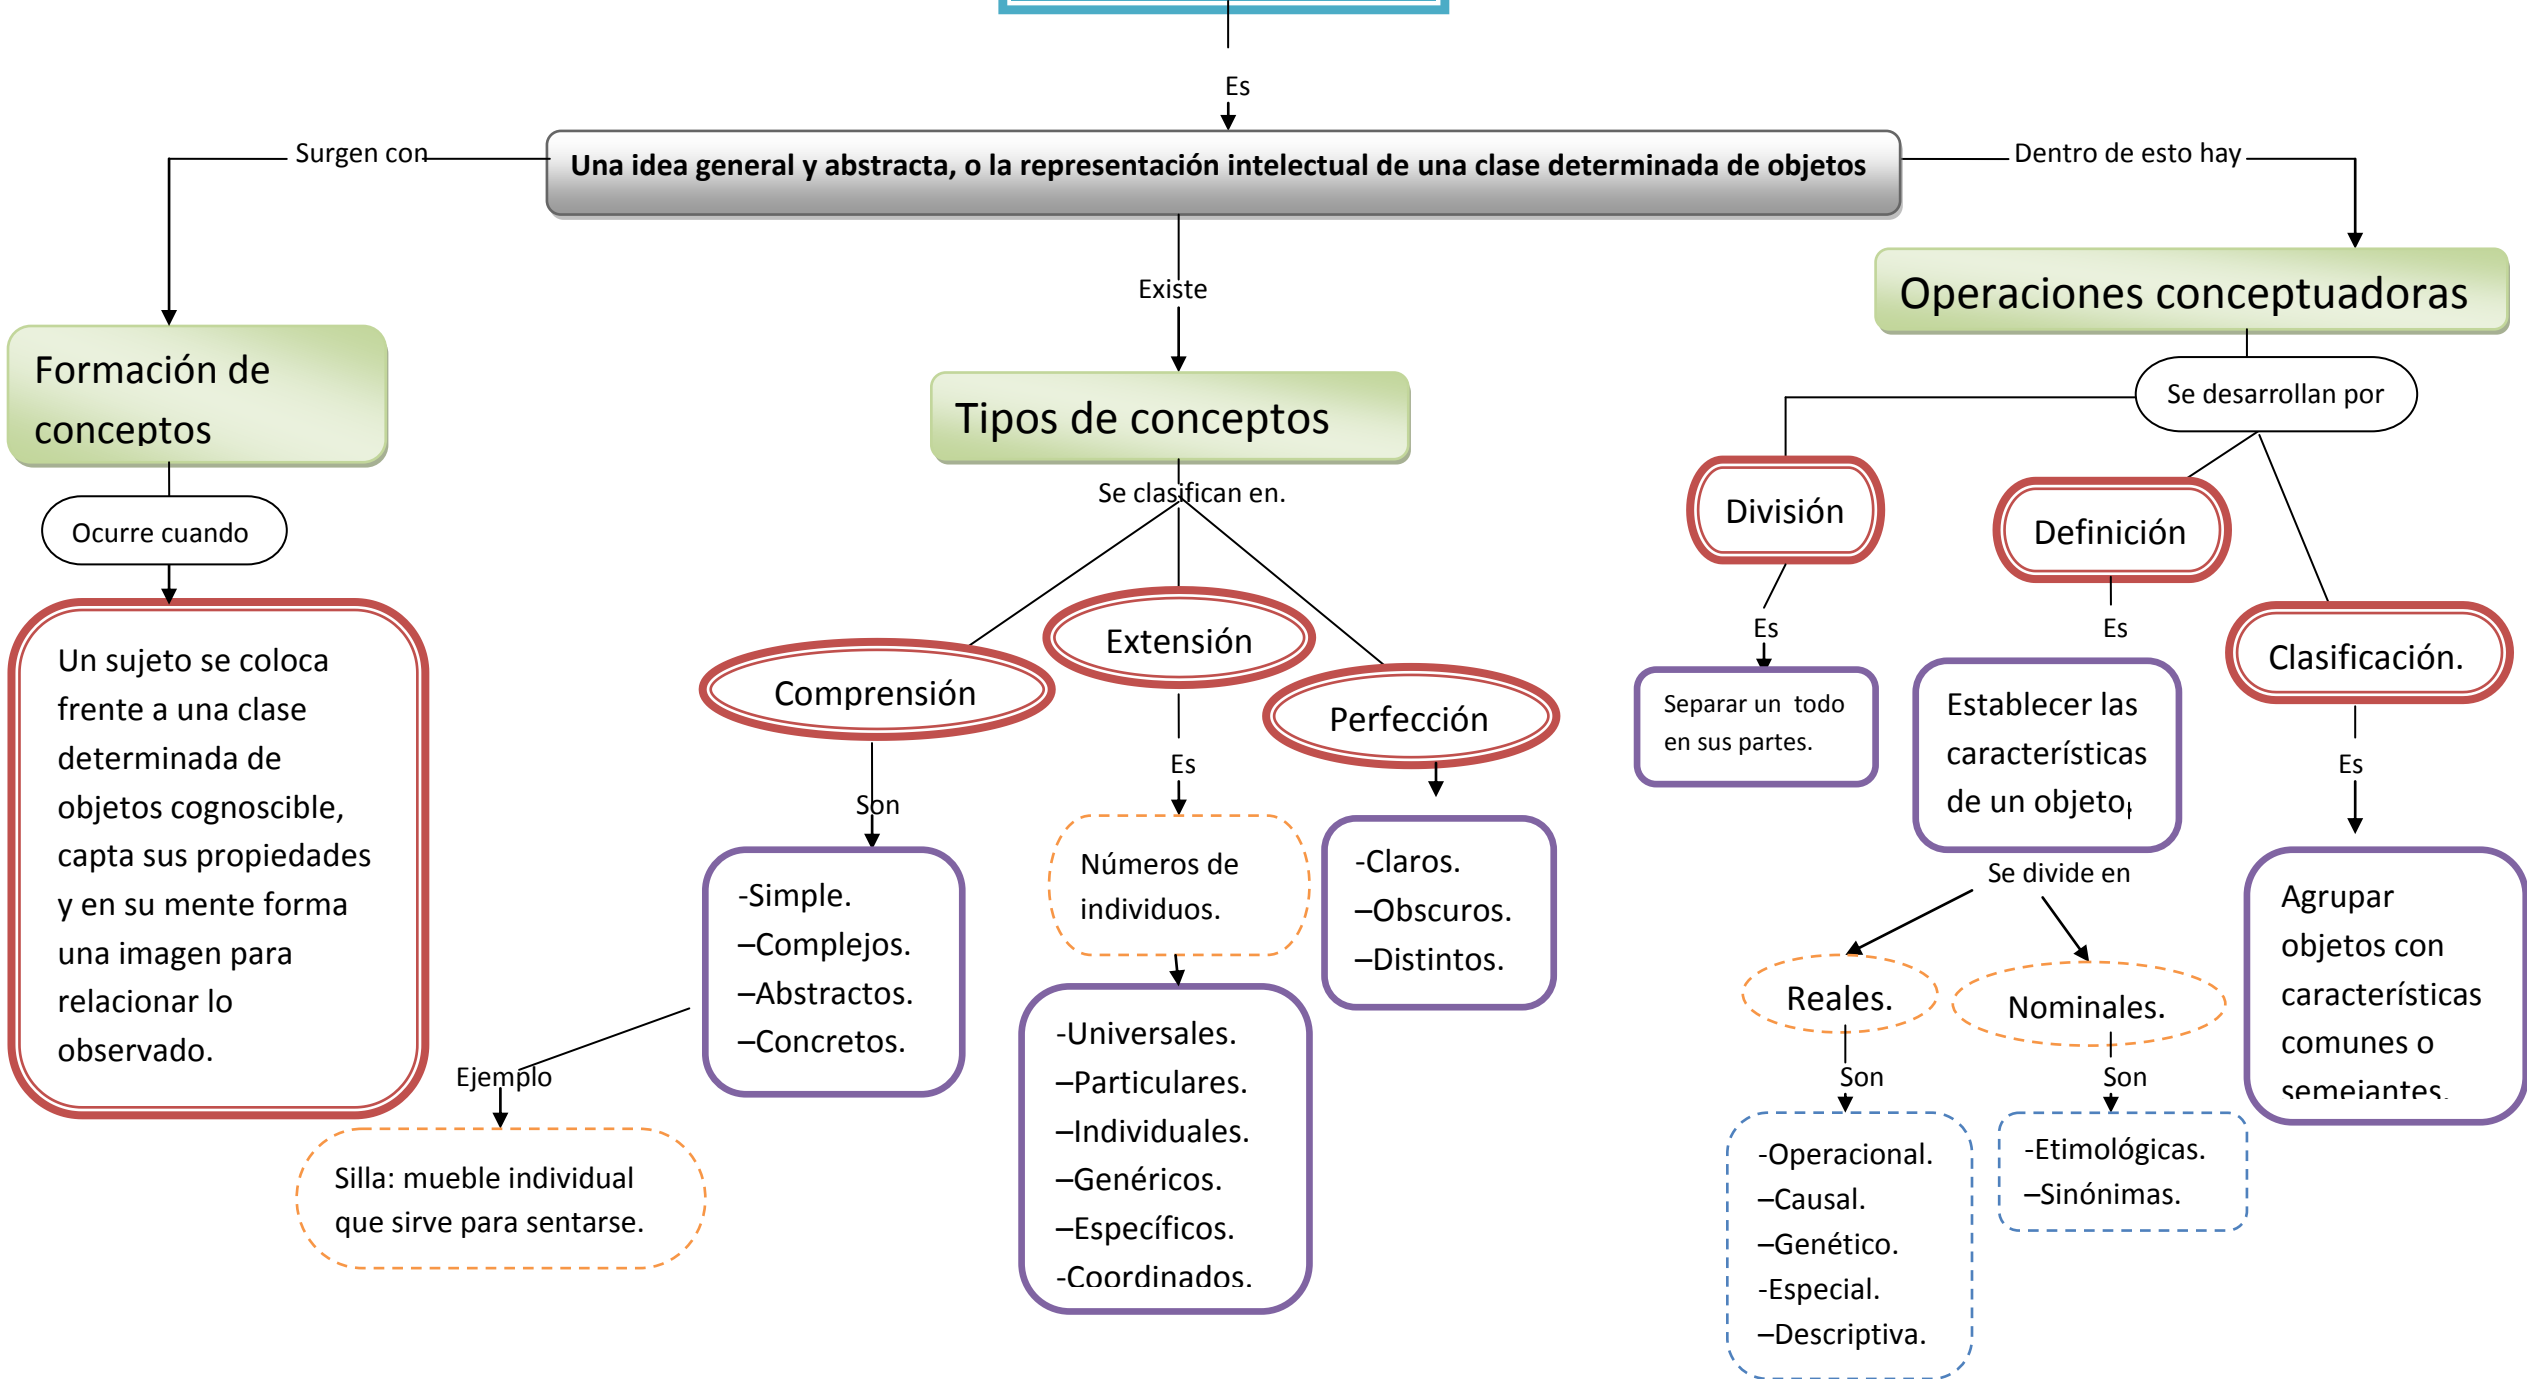 Es
Surgen con
Una idea general y abstracta, o la representación intelectual de una clase determinada de objetos
Dentro de esto hay
Formación de
conceptos
Ocurre cuando
Un sujeto se coloca
frente a una clase
determinada de
objetos cognoscible,
capta sus propiedades
y en su mente forma
una imagen para
relacionar lo
observado.
Existe
Tipos de conceptos
Se clasifican en.
Comprensión
Son
-Simple.
–Complejos.
–Abstractos.
–Concretos.
Ejemplo
Silla: mueble individual
que sirve para sentarse.
Extensión
Es
Números de
individuos.
-Universales.
–Particulares.
–Individuales.
–Genéricos.
–Específicos.
-Coordinados.
Perfección
-Claros.
–Obscuros.
–Distintos.
Operaciones conceptuadoras
Se desarrollan por
División
Es
Separar un todo
en sus partes.
Definición
Es
Establecer las
características
de un objeto,
Se divide en
Reales.
Son
-Operacional.
–Causal.
–Genético.
-Especial.
–Descriptiva.
Nominales.
Son
-Etimológicas.
–Sinónimas.
Clasificación.
Es
Agrupar
objetos con
características
comunes o
semejantes.